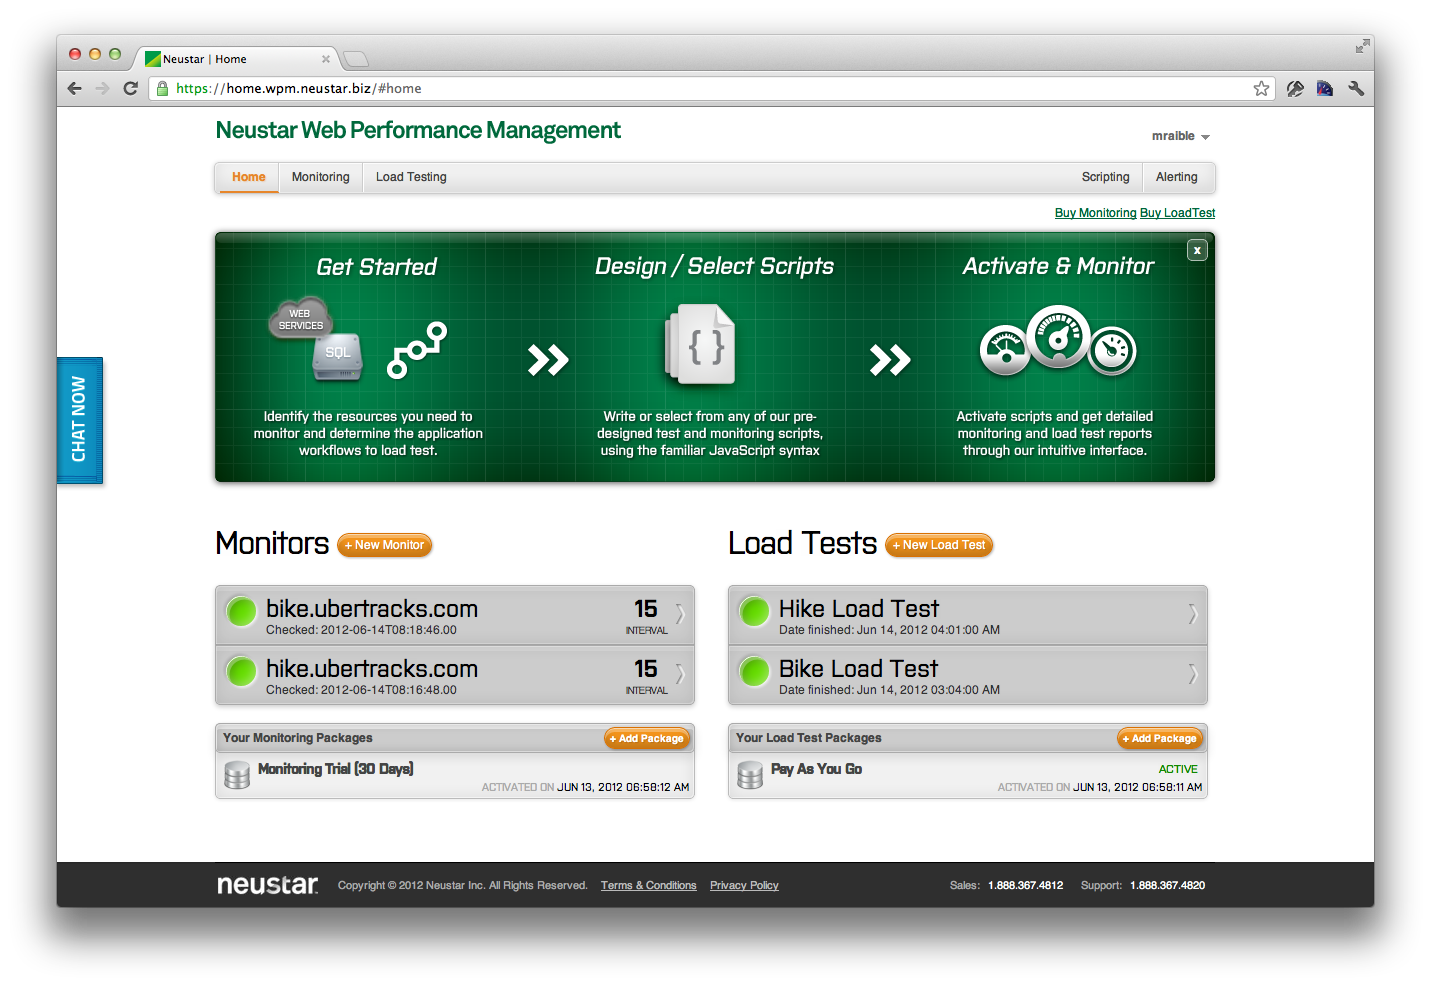 Neustar | Home
https://home.wpm.neustar.biz/#home
Neustar Web Performance Management
mraible
Home Monitoring Load Testing Scripting Alerting
Buy Monitoring Buy LoadTest
x
Get Started
WEB
SERVICES
SQL
Identify the resources you need to
monitor and determine the application
workflows to load test.
Design / Select Scripts
{ }
Write or select from any of our pre-
designed test and monitoring scripts,
using the familiar JavaScript syntax
Activate & Monitor
Activate scripts and get detailed
monitoring and load test reports
through our intuitive interface.
CHAT NOW
Monitors + New Monitor
bike.ubertracks.com 15
Checked: 2012-06-14T08:18:46.00 INTERVAL
hike.ubertracks.com 15
Checked: 2012-06-14T08:16:48.00 INTERVAL
Your Monitoring Packages + Add Package
Monitoring Trial (30 Days)
ACTIVATED ON JUN 13, 2012 06:58:12 AM
Load Tests + New Load Test
Hike Load Test
Date finished: Jun 14, 2012 04:01:00 AM
Bike Load Test
Date finished: Jun 14, 2012 03:04:00 AM
Your Load Test Packages + Add Package
Pay As You Go ACTIVE
ACTIVATED ON JUN 13, 2012 06:58:11 AM
neustar Copyright © 2012 Neustar Inc. All Rights Reserved. Terms & Conditions Privacy Policy Sales: 1.888.367.4812 Support: 1.888.367.4820